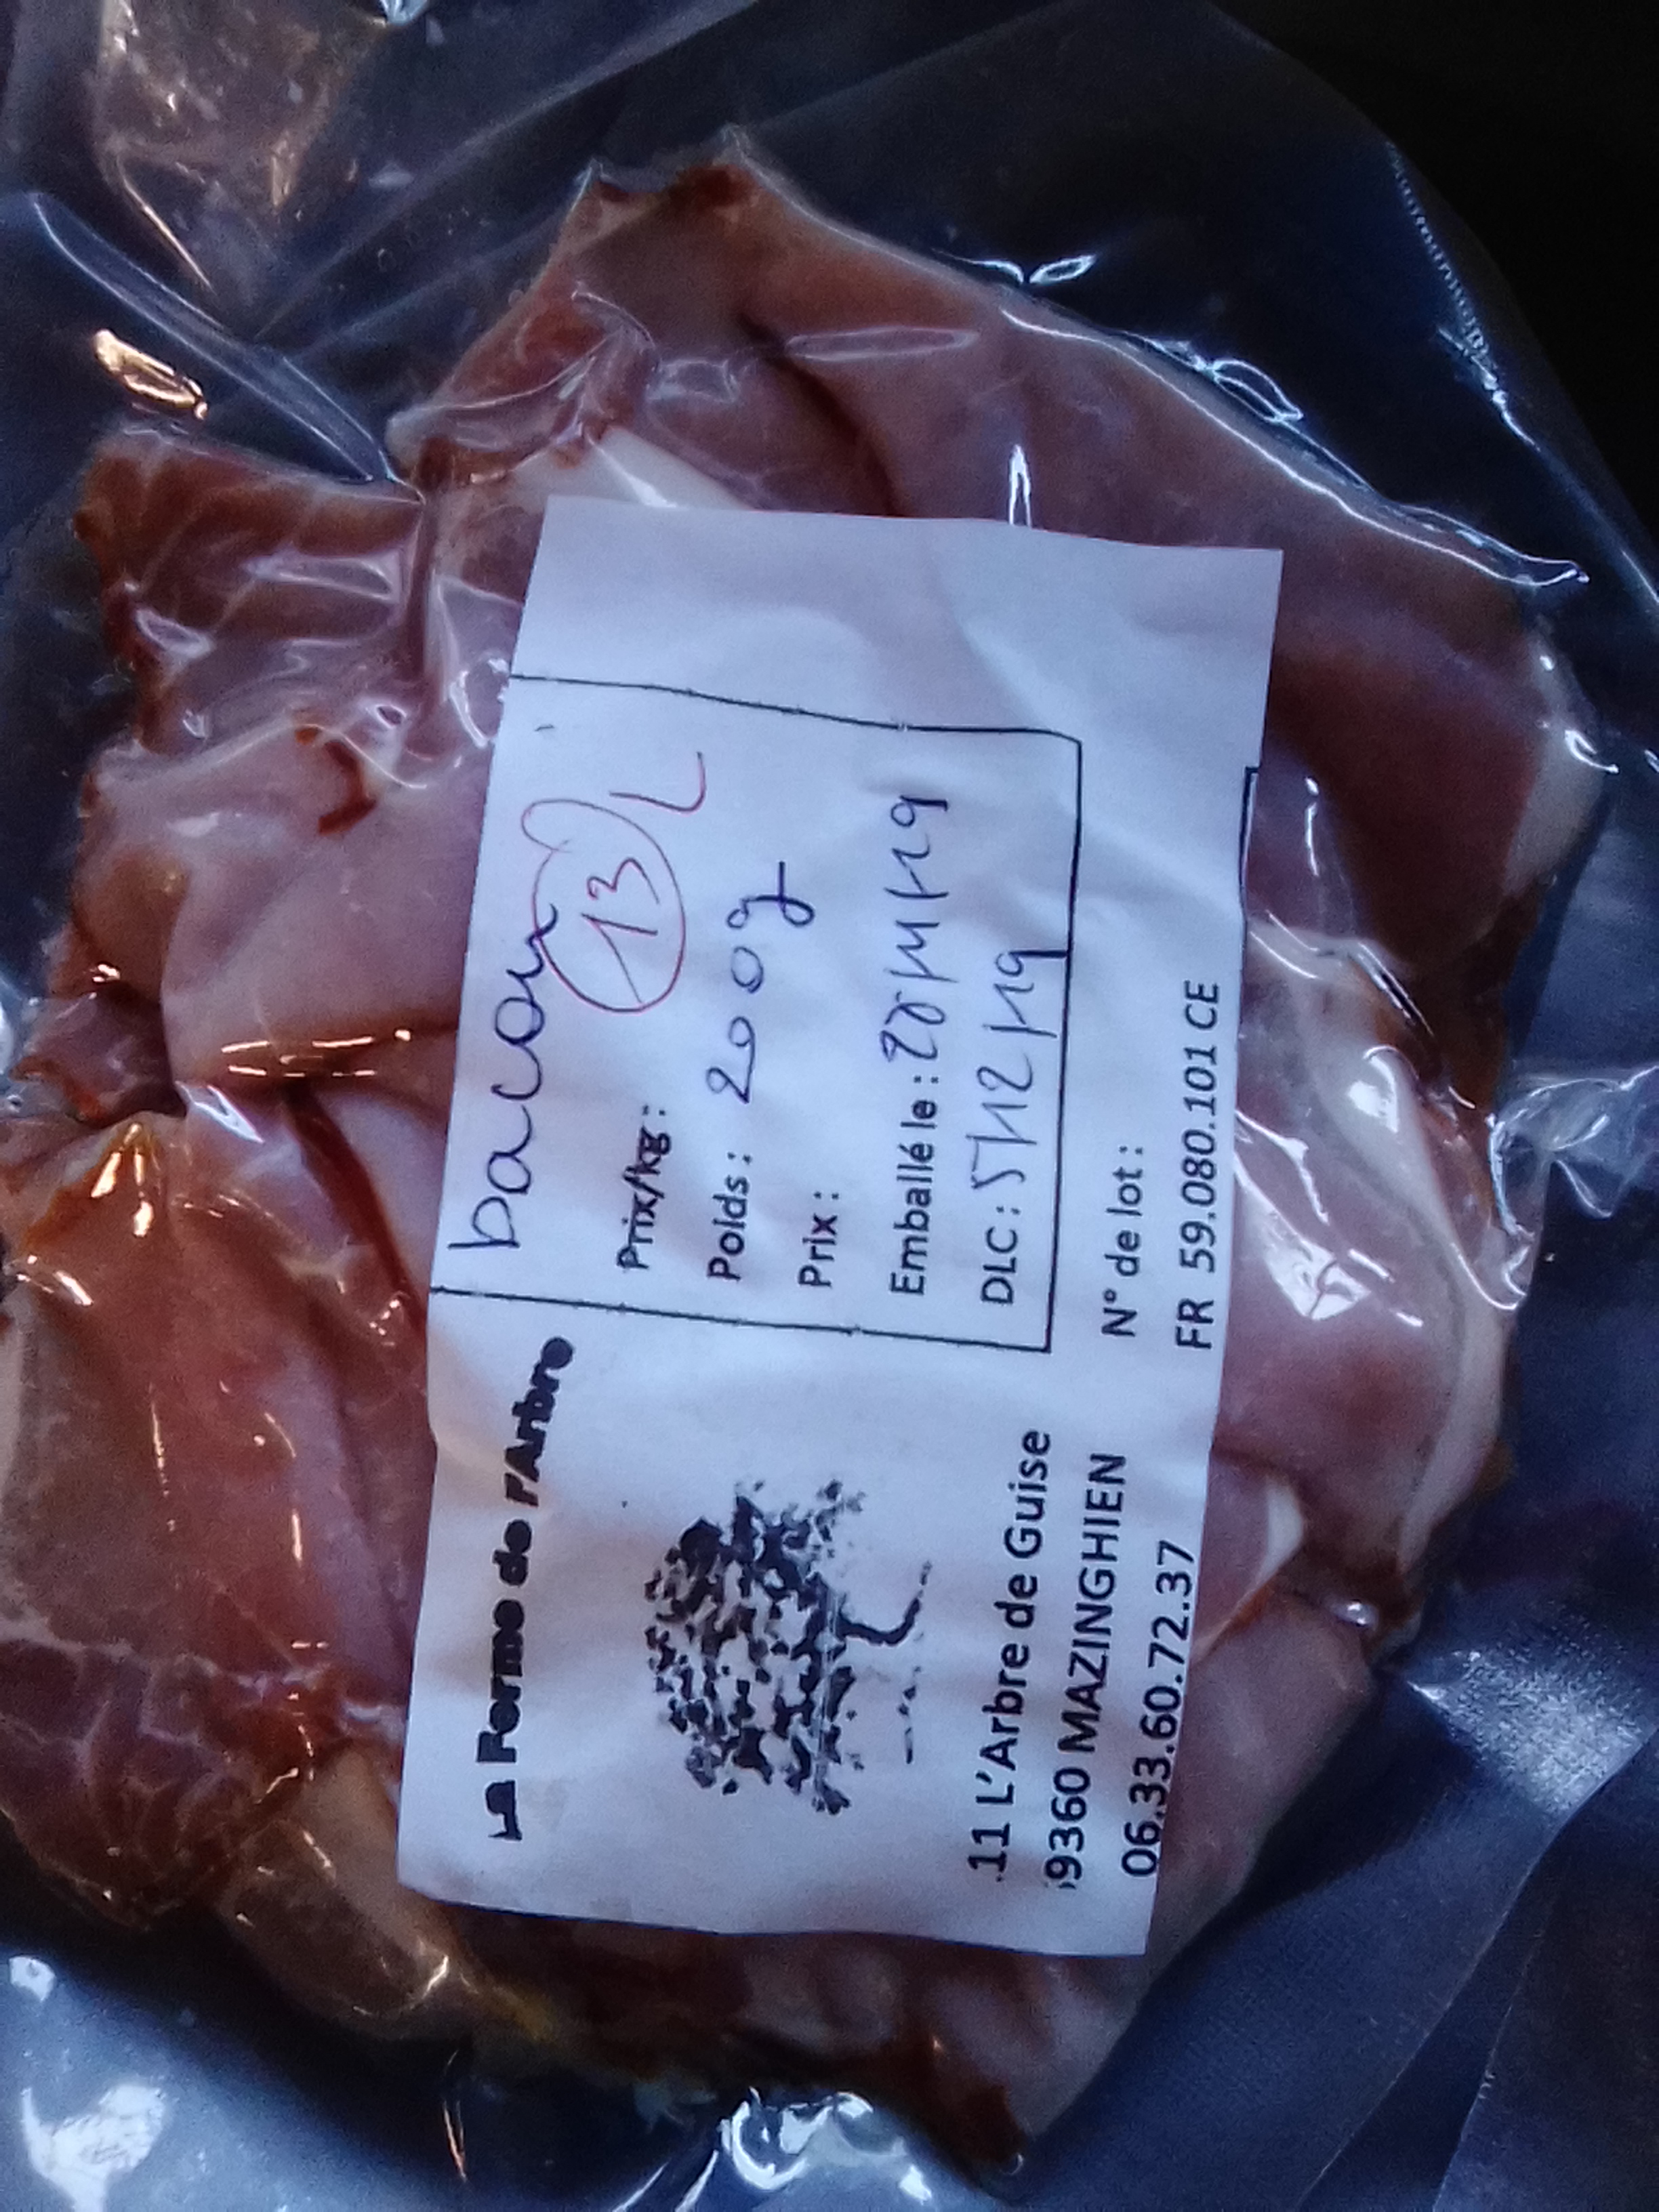 La Ferme de l'Arbre
11 L'Arbre de Guise
9360 MAZINGHIEN
06.33.60.72.37
bacon
13 L
Prix/kg :
Poids : 200g
Prix :
Emballé le : 20/11/19
DLC : 5/12/19
N° de lot :
FR 59.080.101 CE